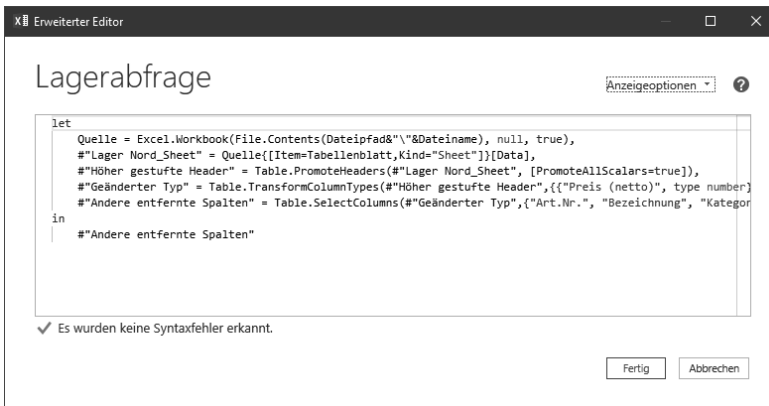 Erweiterter Editor
Lagerabfrage
Anzeigeoptionen
let
Quelle = Excel.Workbook(File.Contents(Dateipfad&"\"&Dateiname), null, true),
#"Lager Nord_Sheet" = Quelle{[Item=Tabellenblatt,Kind="Sheet"]}[Data],
#"Höher gestufte Header" = Table.PromoteHeaders(#"Lager Nord_Sheet", [PromoteAllScalars=true]),
#"Geänderter Typ" = Table.TransformColumnTypes(#"Höher gestufte Header",{{"Preis (netto)", type number}
#"Andere entfernte Spalten" = Table.SelectColumns(#"Geänderter Typ",{"Art.Nr.", "Bezeichnung", "Kategor
in
#"Andere entfernte Spalten"
Es wurden keine Syntaxfehler erkannt.
Fertig Abbrechen